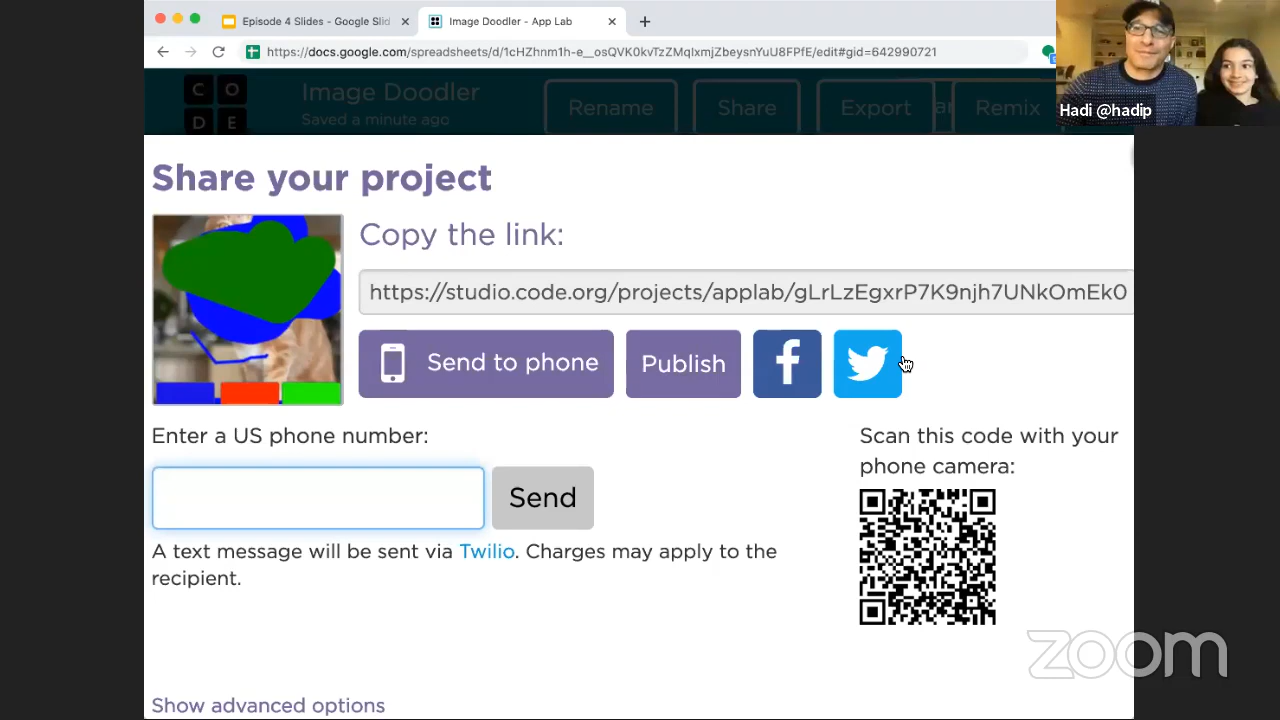 Episode 4 Slides - Google Slid
Image Doodler - App Lab
https://docs.google.com/spreadsheets/d/1cHZhnm1h-e__osQVK0kvTzZMqIxmjZbeysnYuU8FPfE/edit#gid=642990721
C O
D E
Image Doodler
Saved a minute ago
Rename
Share
Export
Remix
Hadi @hadip
Share your project
Copy the link:
https://studio.code.org/projects/applab/gLrLzEgxrP7K9njh7UNkOmEk0
Send to phone
Publish
Enter a US phone number:
Send
A text message will be sent via Twilio. Charges may apply to the
recipient.
Scan this code with your
phone camera:
Show advanced options
zoom